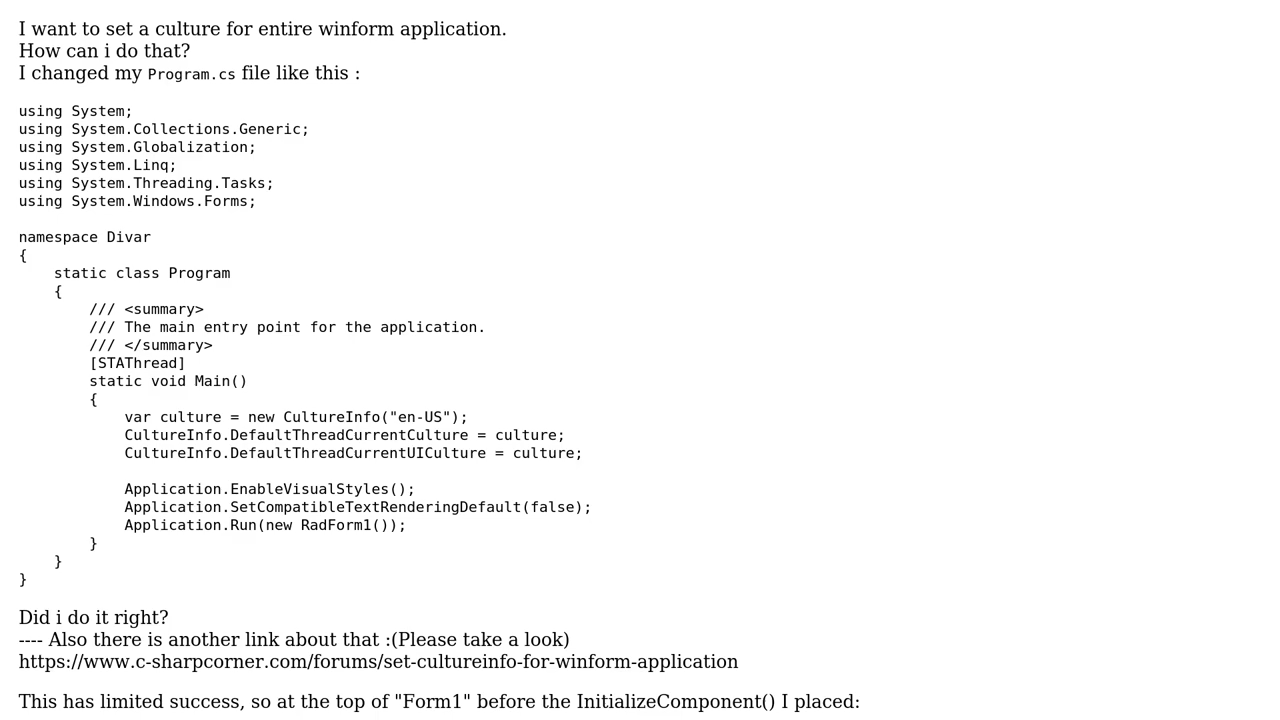 I want to set a culture for entire winform application.
How can i do that?
I changed my Program.cs file like this :
using System;
using System.Collections.Generic;
using System.Globalization;
using System.Linq;
using System.Threading.Tasks;
using System.Windows.Forms;
namespace Divar
{
    static class Program
    {
        /// <summary>
        /// The main entry point for the application.
        /// </summary>
        [STAThread]
        static void Main()
        {
            var culture = new CultureInfo("en-US");
            CultureInfo.DefaultThreadCurrentCulture = culture;
            CultureInfo.DefaultThreadCurrentUICulture = culture;
            Application.EnableVisualStyles();
            Application.SetCompatibleTextRenderingDefault(false);
            Application.Run(new RadForm1());
        }
    }
}
Did i do it right?
---- Also there is another link about that :(Please take a look)
https://www.c-sharpcorner.com/forums/set-cultureinfo-for-winform-application
This has limited success, so at the top of "Form1" before the InitializeComponent() I placed: